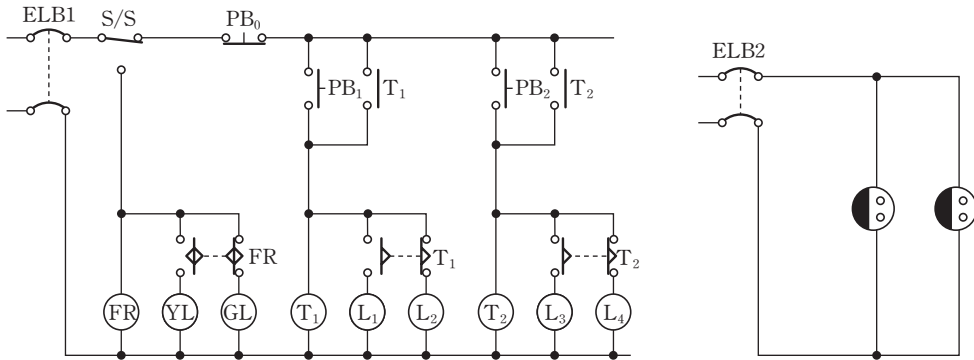 ELB1 S/S PB₀
ELB2
PB₁ T₁ PB₂ T₂
FR T₁ T₂
FR YL GL T₁ L₁ L₂ T₂ L₃ L₄